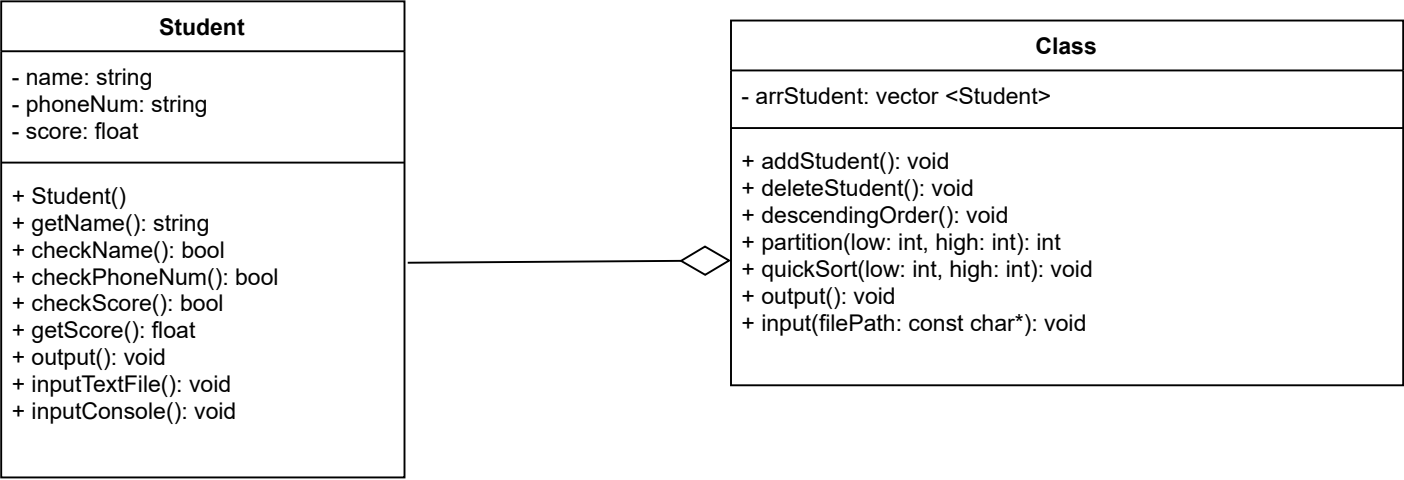 Student
- name: string
- phoneNum: string
- score: float
+ Student()
+ getName(): string
+ checkName(): bool
+ checkPhoneNum(): bool
+ checkScore(): bool
+ getScore(): float
+ output(): void
+ inputTextFile(): void
+ inputConsole(): void
Class
- arrStudent: vector <Student>
+ addStudent(): void
+ deleteStudent(): void
+ descendingOrder(): void
+ partition(low: int, high: int): int
+ quickSort(low: int, high: int): void
+ output(): void
+ input(filePath: const char*): void